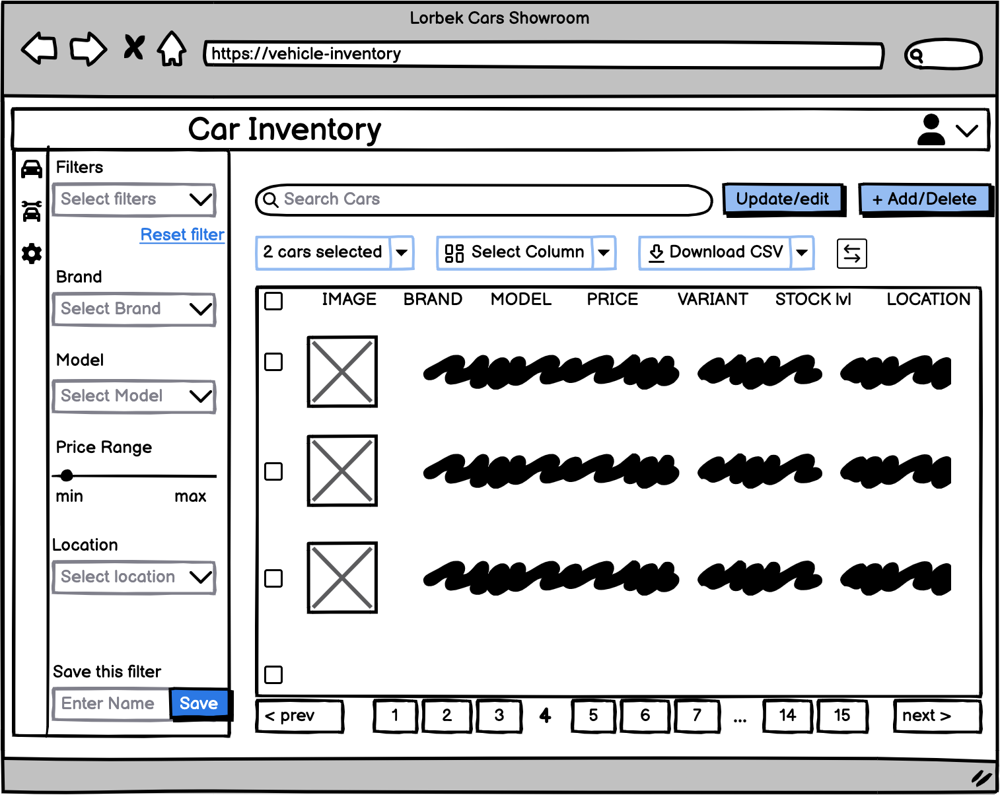 Lorbek Cars Showroom
https://vehicle-inventory
Car Inventory
Filters
Select filters
Reset filter
Brand
Select Brand
Model
Select Model
Price Range
min max
Location
Select location
Save this filter
Enter Name Save
Search Cars Update/edit + Add/Delete
2 cars selected Select Column Download CSV
IMAGE BRAND MODEL PRICE VARIANT STOCK lvl LOCATION
< prev 1 2 3 4 5 6 7 ... 14 15 next >